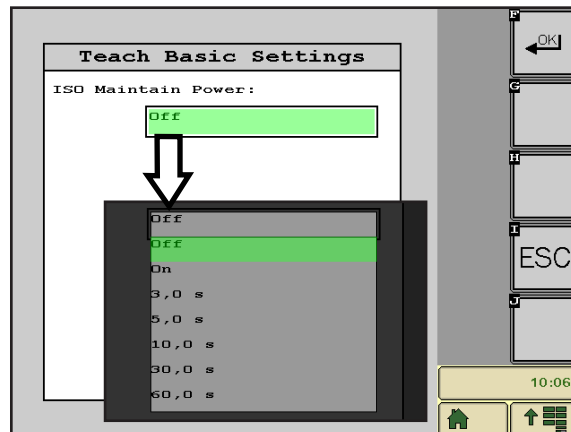 Teach Basic Settings
ISO Maintain Power:
Off
Off
Off
On
3,0 s
5,0 s
10,0 s
30,0 s
60,0 s
F
OK
G
H
I
ESC
J
10:06